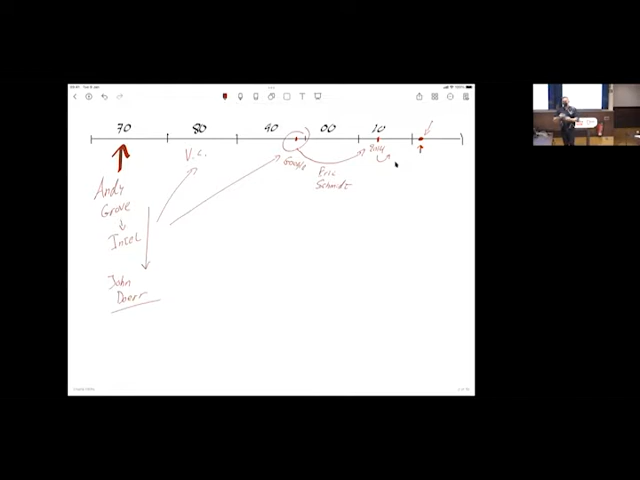 70 80 90 00 10
V.C.
Google
Eric
Schmidt
Andy
Grove
Intel
John
Doerr